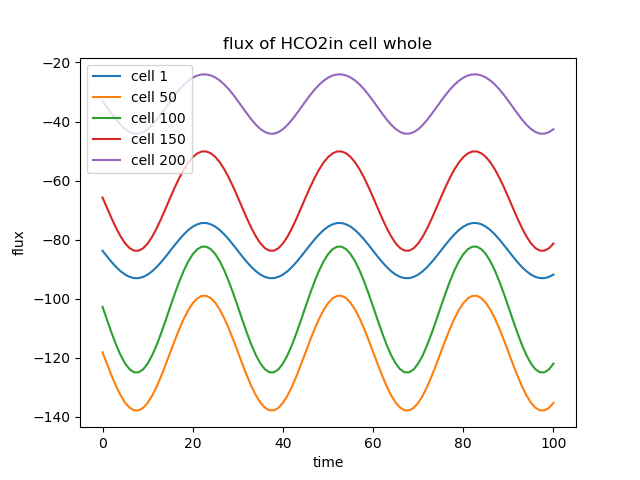 flux of HCO2in cell whole
cell 1
cell 50
cell 100
cell 150
cell 200
−20
−40
−60
−80
−100
−120
−140
flux
0 20 40 60 80 100
time